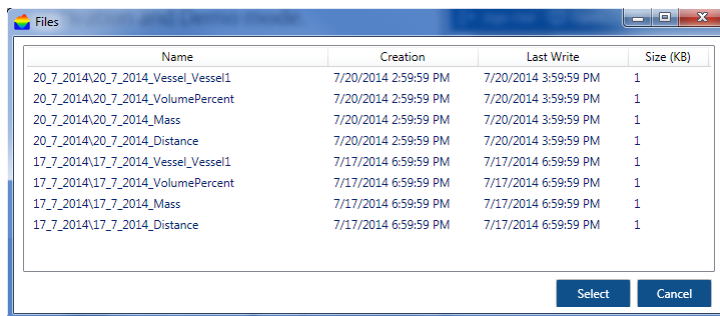 Files
Name Creation Last Write Size (KB)
20_7_2014\20_7_2014_Vessel_Vessel1 7/20/2014 2:59:59 PM 7/20/2014 3:59:59 PM 1
20_7_2014\20_7_2014_VolumePercent 7/20/2014 2:59:59 PM 7/20/2014 3:59:59 PM 1
20_7_2014\20_7_2014_Mass 7/20/2014 2:59:59 PM 7/20/2014 3:59:59 PM 1
20_7_2014\20_7_2014_Distance 7/20/2014 2:59:59 PM 7/20/2014 3:59:59 PM 1
17_7_2014\17_7_2014_Vessel_Vessel1 7/17/2014 6:59:59 PM 7/17/2014 6:59:59 PM 1
17_7_2014\17_7_2014_VolumePercent 7/17/2014 6:59:59 PM 7/17/2014 6:59:59 PM 1
17_7_2014\17_7_2014_Mass 7/17/2014 6:59:59 PM 7/17/2014 6:59:59 PM 1
17_7_2014\17_7_2014_Distance 7/17/2014 6:59:59 PM 7/17/2014 6:59:59 PM 1
Select Cancel